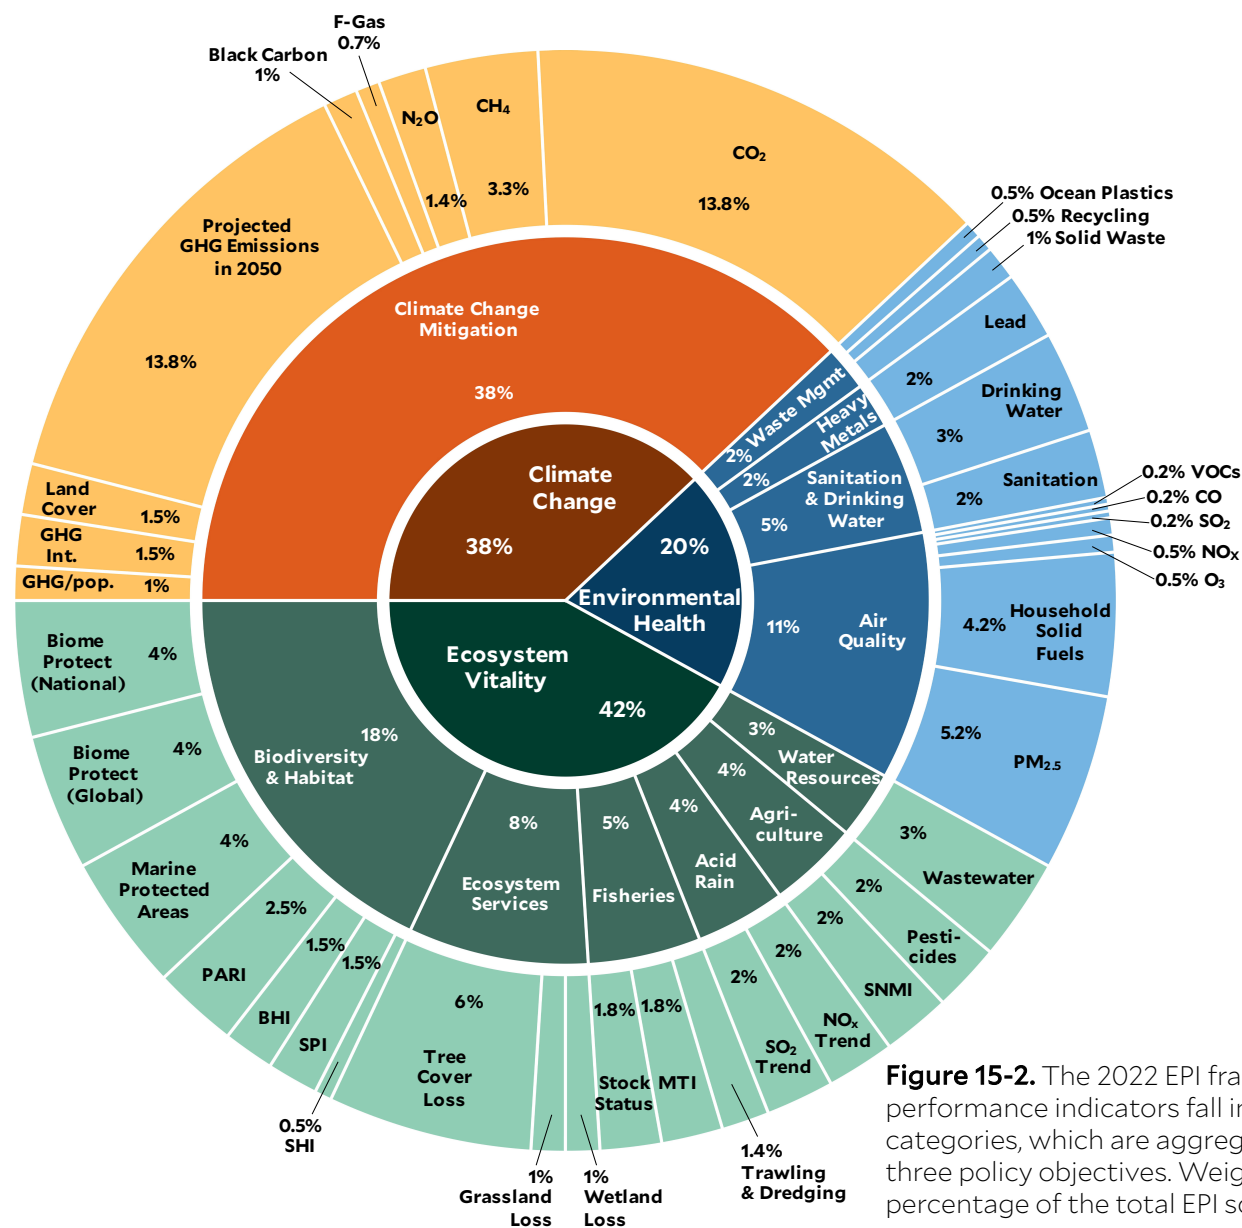 F-Gas
0.7%
Black Carbon
1%
N₂O
1.4%
CH₄
3.3%
CO₂
13.8%
0.5% Ocean Plastics
0.5% Recycling
1% Solid Waste
Lead
2%
Drinking
Water
3%
Sanitation
2%
0.2% VOCs
0.2% CO
0.2% SO₂
0.5% NOₓ
0.5% O₃
4.2%
Household
Solid
Fuels
5.2%
PM₂.₅
3%
Wastewater
2%
Pesti-
cides
2%
SNMI
2%
NOₓ
Trend
2%
SO₂
Trend
1.4%
Trawling
& Dredging
1.8%
MTI
1.8%
Stock
Status
1%
Wetland
Loss
1%
Grassland
Loss
6%
Tree
Cover
Loss
0.5%
SHI
1.5%
SPI
1.5%
BHI
2.5%
PARI
4%
Marine
Protected
Areas
4%
Biome
Protect
(Global)
4%
Biome
Protect
(National)
GHG/pop.
1%
GHG
Int.
1.5%
Land
Cover
1.5%
Projected
GHG Emissions
in 2050
13.8%
Climate Change
Mitigation
38%
2%
Waste Mgmt
2%
Heavy
Metals
Sanitation
& Drinking
Water
5%
11%
Air
Quality
3%
Water
Resources
4%
Agri-
culture
4%
Acid
Rain
5%
Fisheries
8%
Ecosystem
Services
18%
Biodiversity
& Habitat
Climate
Change
38%
20%
Environmental
Health
Ecosystem
Vitality
42%
Figure 15-2. The 2022 EPI fra
performance indicators fall in
categories, which are aggreg
three policy objectives. Weig
percentage of the total EPI sc